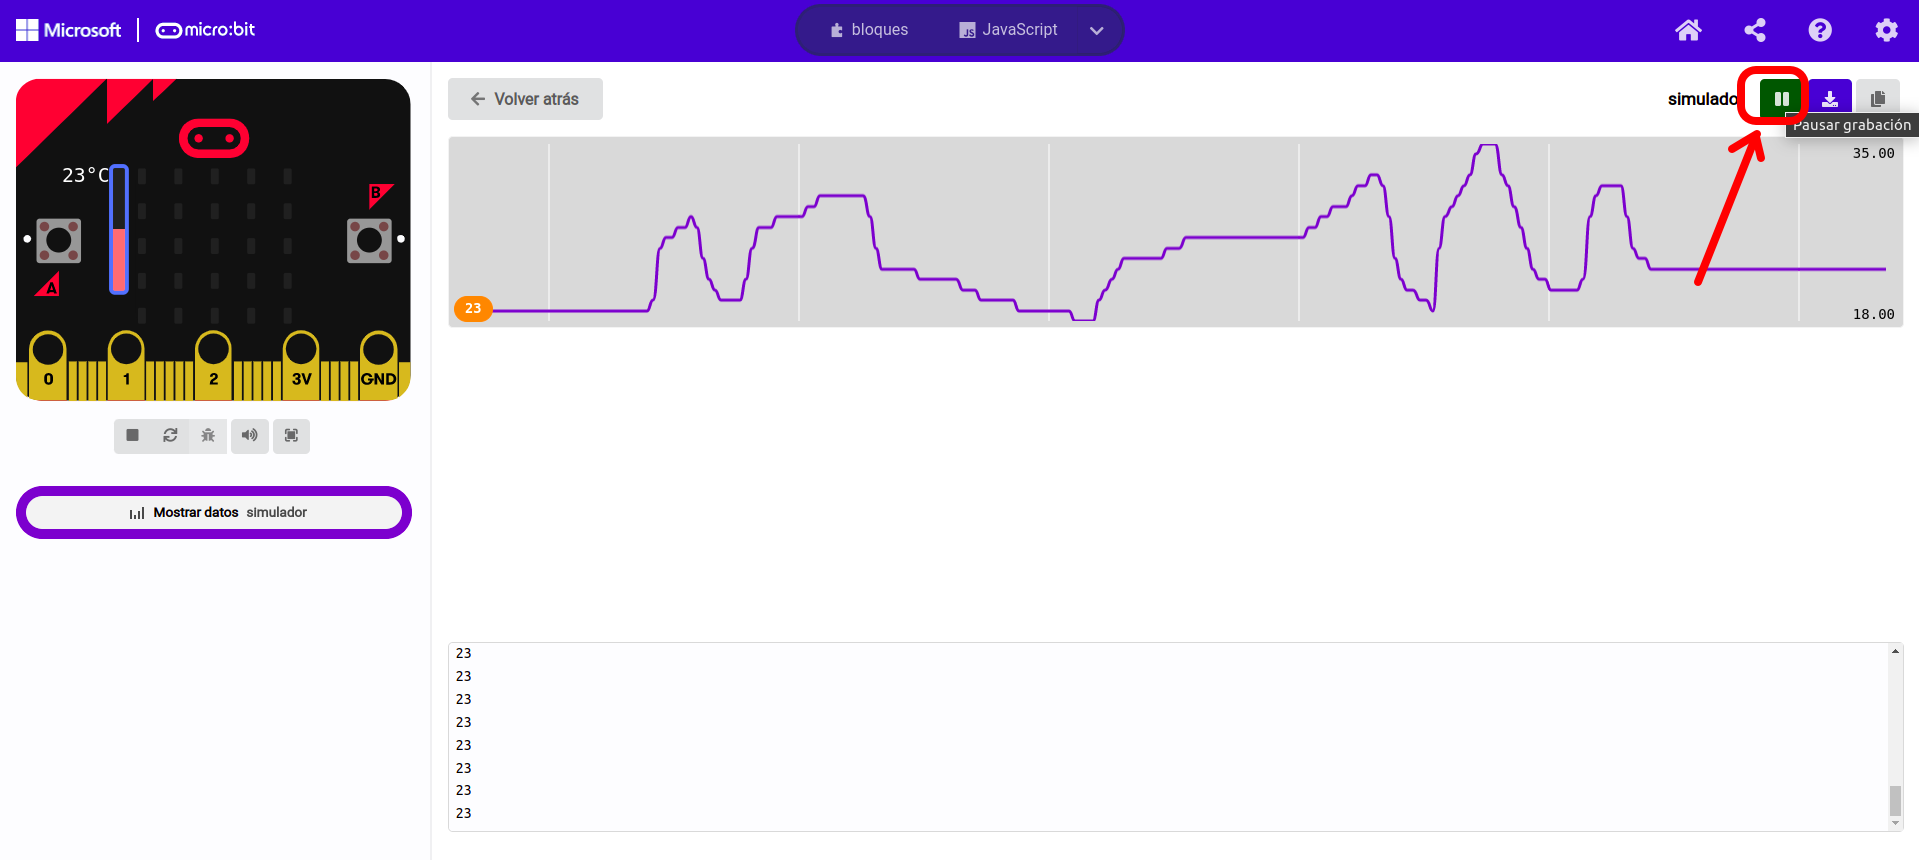 Microsoft micro:bit
bloques
JavaScript
Volver atrás
simulado
Pausar grabación
35.00
23
18.00
23°C
B
A
0 1 2 3V GND
Mostrar datos simulador
23
23
23
23
23
23
23
23